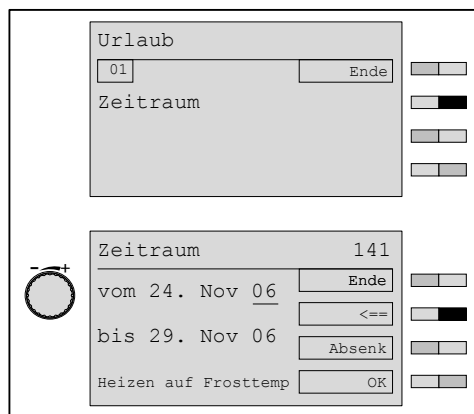 Urlaub
01 Ende
Zeitraum
- +
Zeitraum 141
Ende
vom 24. Nov 06
<==
bis 29. Nov 06
Absenk
Heizen auf Frosttemp OK